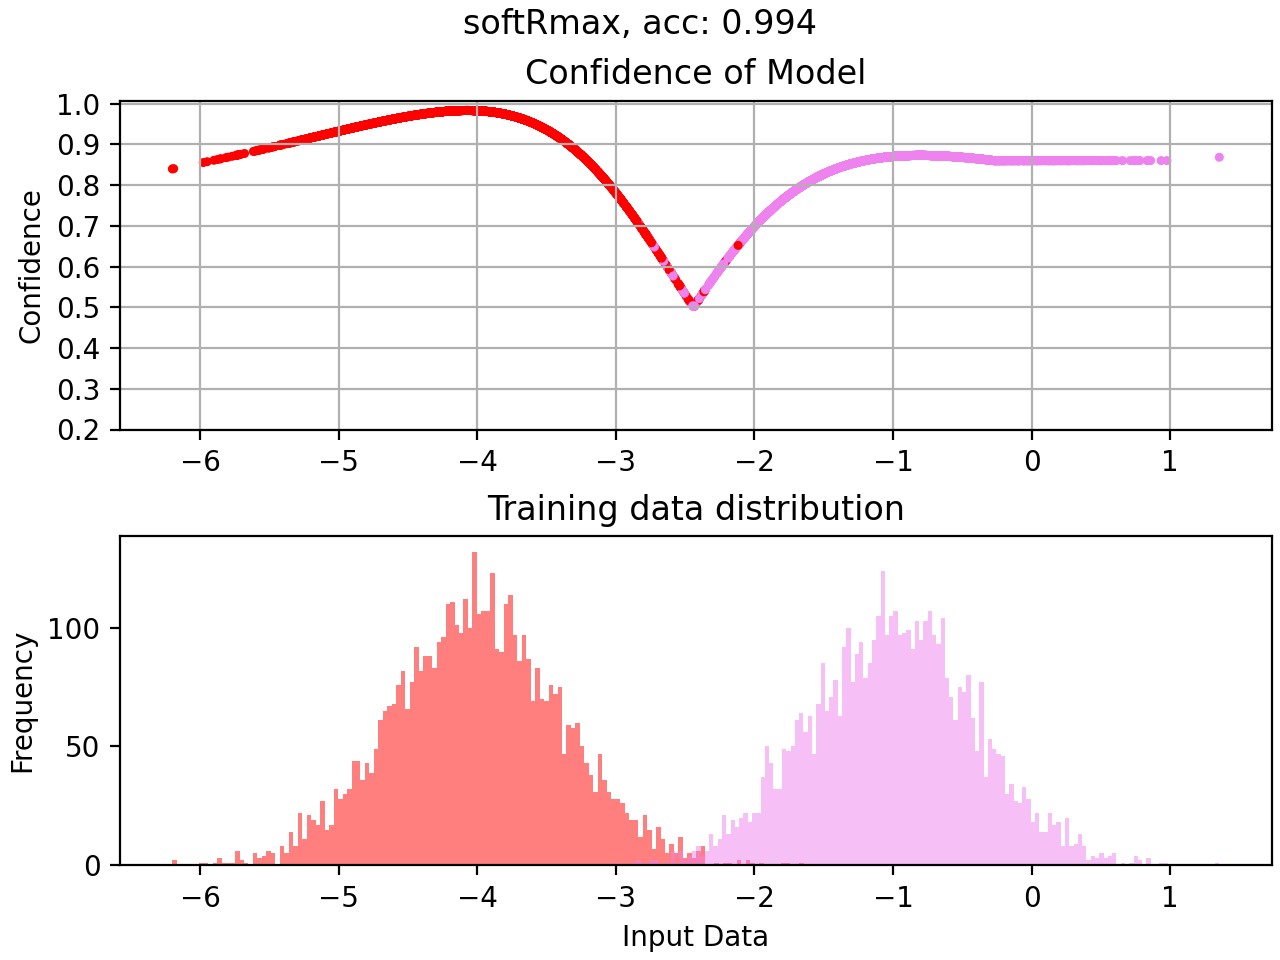 softRmax, acc: 0.994
Confidence of Model
Confidence
1.0
0.9
0.8
0.7
0.6
0.5
0.4
0.3
0.2
−6 −5 −4 −3 −2 −1 0 1
Training data distribution
Frequency
100
50
0
−6 −5 −4 −3 −2 −1 0 1
Input Data